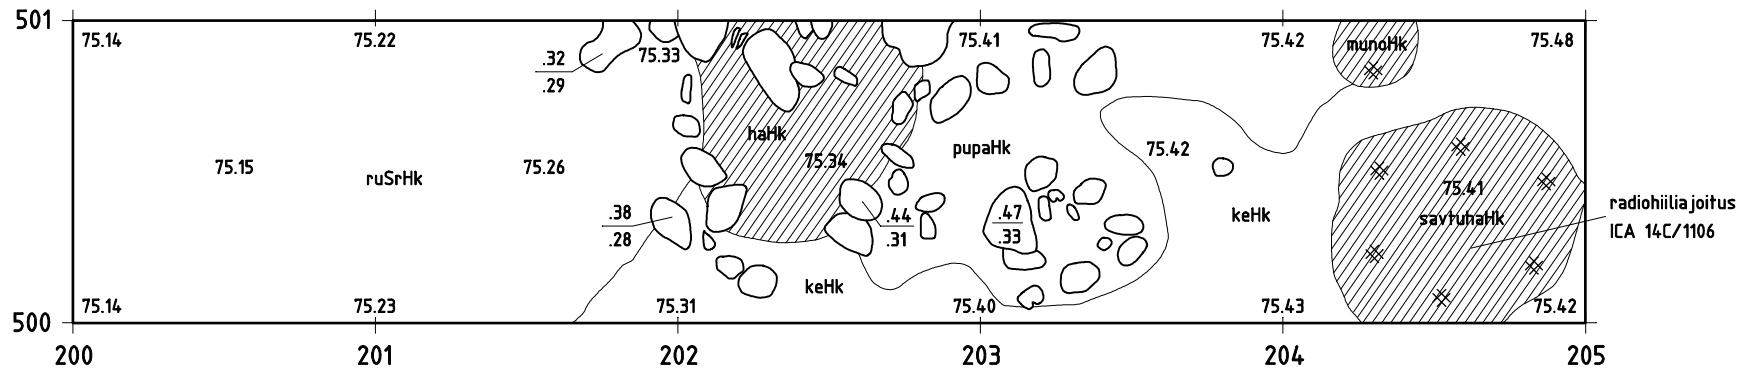 501
75.14 75.22 75.33 75.41 75.42 munoHk 75.48
.32
.29
haHk
75.15 ruSrHk 75.26 75.34 pupaHk 75.42
75.41
savtuhaHk
keHk
radiohiiliajoitus
ICA 14C/1106
.38
.28
.44
.31
.47
.33
keHk
75.14 75.23 75.31 75.40 75.43 75.42
500
200 201 202 203 204 205